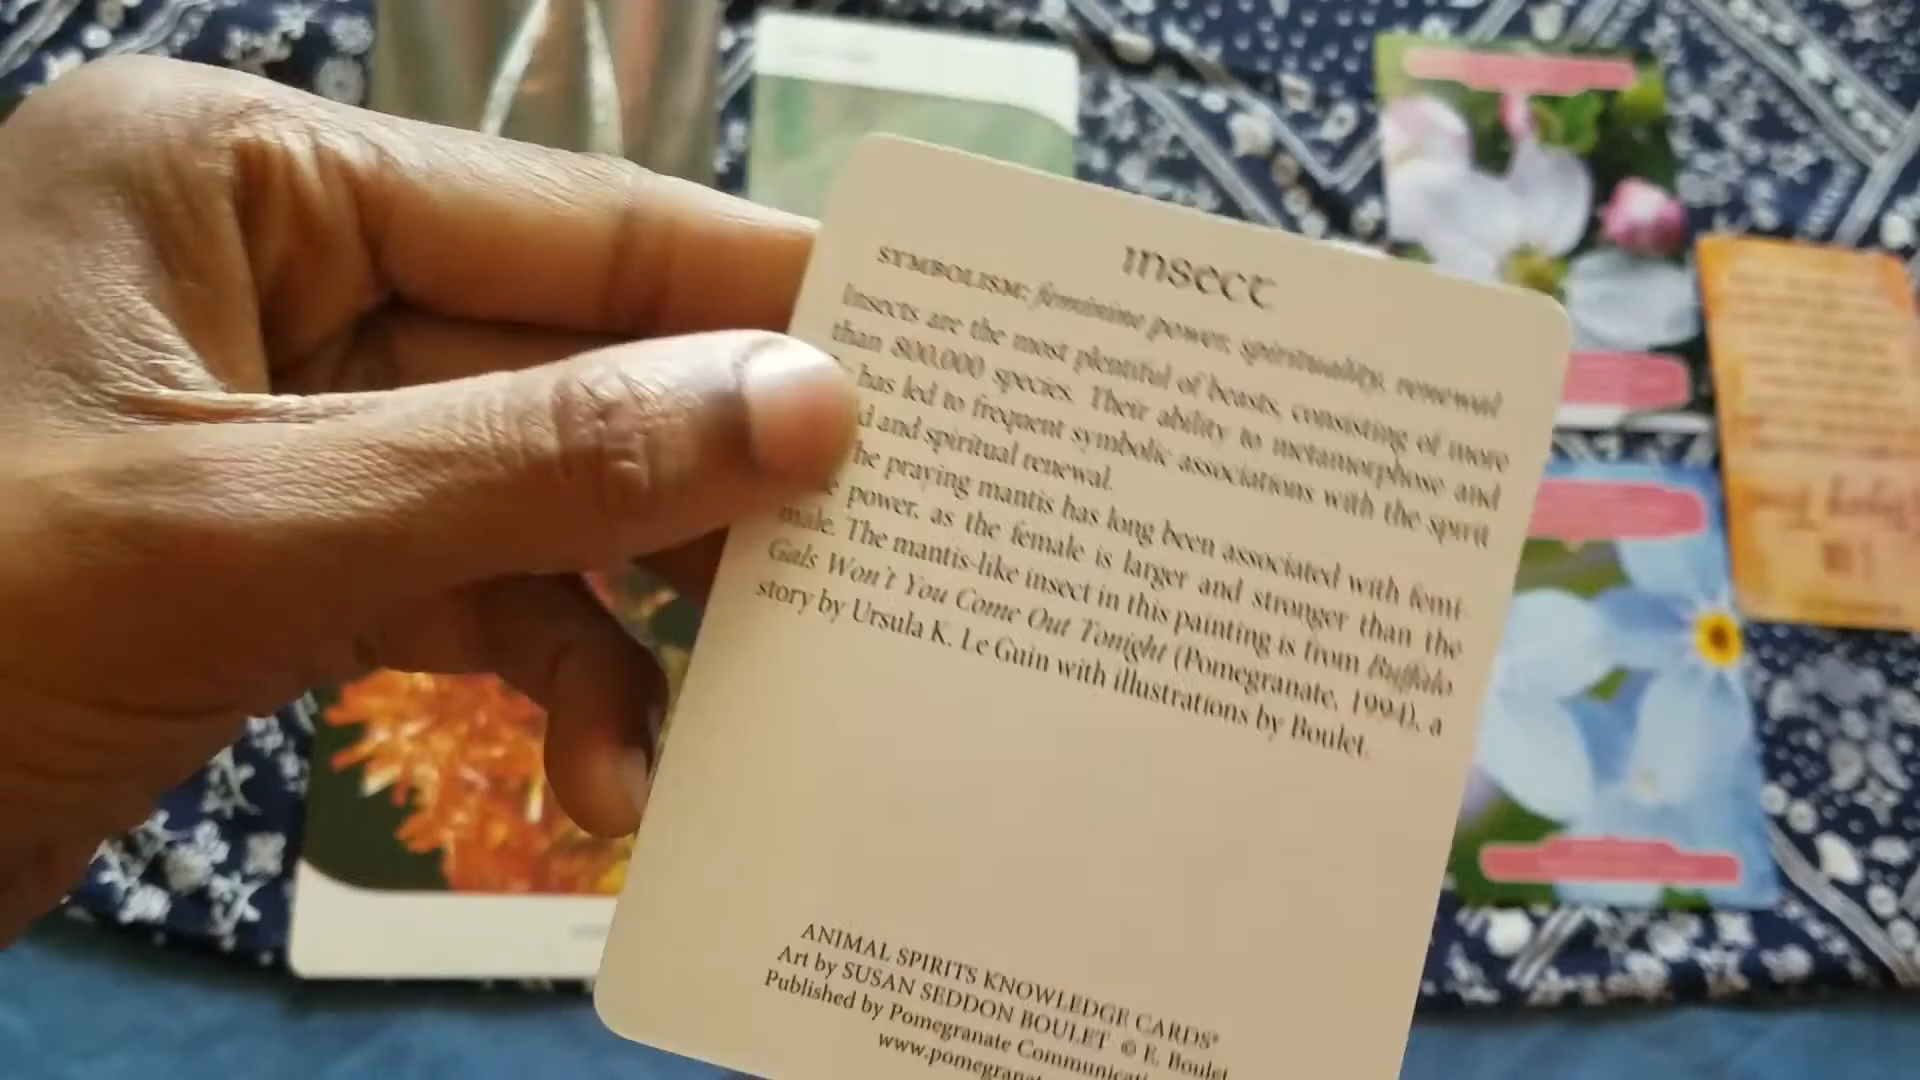 Insect
SYMBOLISM: feminine power, spirituality, renewal
Insects are the most plentiful of beasts, consisting of more
than 800,000 species. Their ability to metamorphose and
has led to frequent symbolic associations with the spirit
and spiritual renewal.
he praying mantis has long been associated with femi-
power, as the female is larger and stronger than the
male. The mantis-like insect in this painting is from Buffalo
Gals Won't You Come Out Tonight (Pomegranate, 1994), a
story by Ursula K. Le Guin with illustrations by Boulet.
ANIMAL SPIRITS KNOWLEDGE CARDS®
Art by SUSAN SEDDON BOULET © E. Boulet
Published by Pomegranate Communicati
www.pomegranat